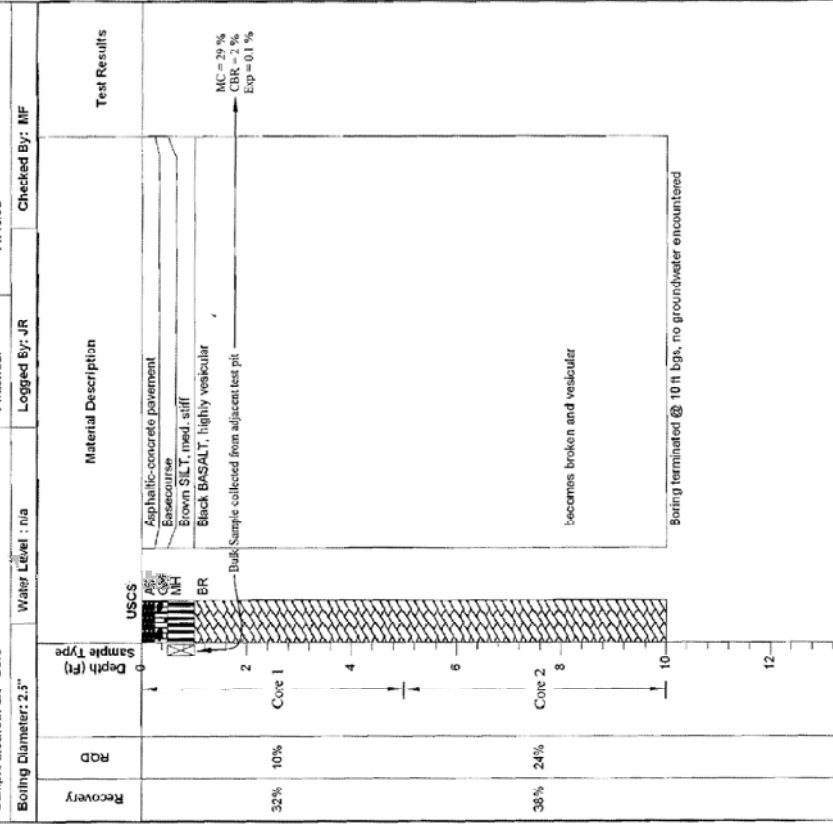 Boring Diameter: 2.5"
Water Level : n/a
Logged By: JR
Checked By: MF
Recovery
RQD
Depth (Ft)
Sample Type
USCS
Material Description
Test Results
0
Asphaltic-concrete pavement
Basecourse
MH
Brown SILT, med. stiff
BR
Black BASALT, highly vesicular
Bulk Sample collected from adjacent test pit
MC = 29 %
CBR = 2 %
Exp = 0.1 %
2
32%
10%
Core 1
4
6
38%
24%
Core 2
8
becomes broken and vesicular
10
Boring terminated @ 10 ft bgs, no groundwater encountered
12